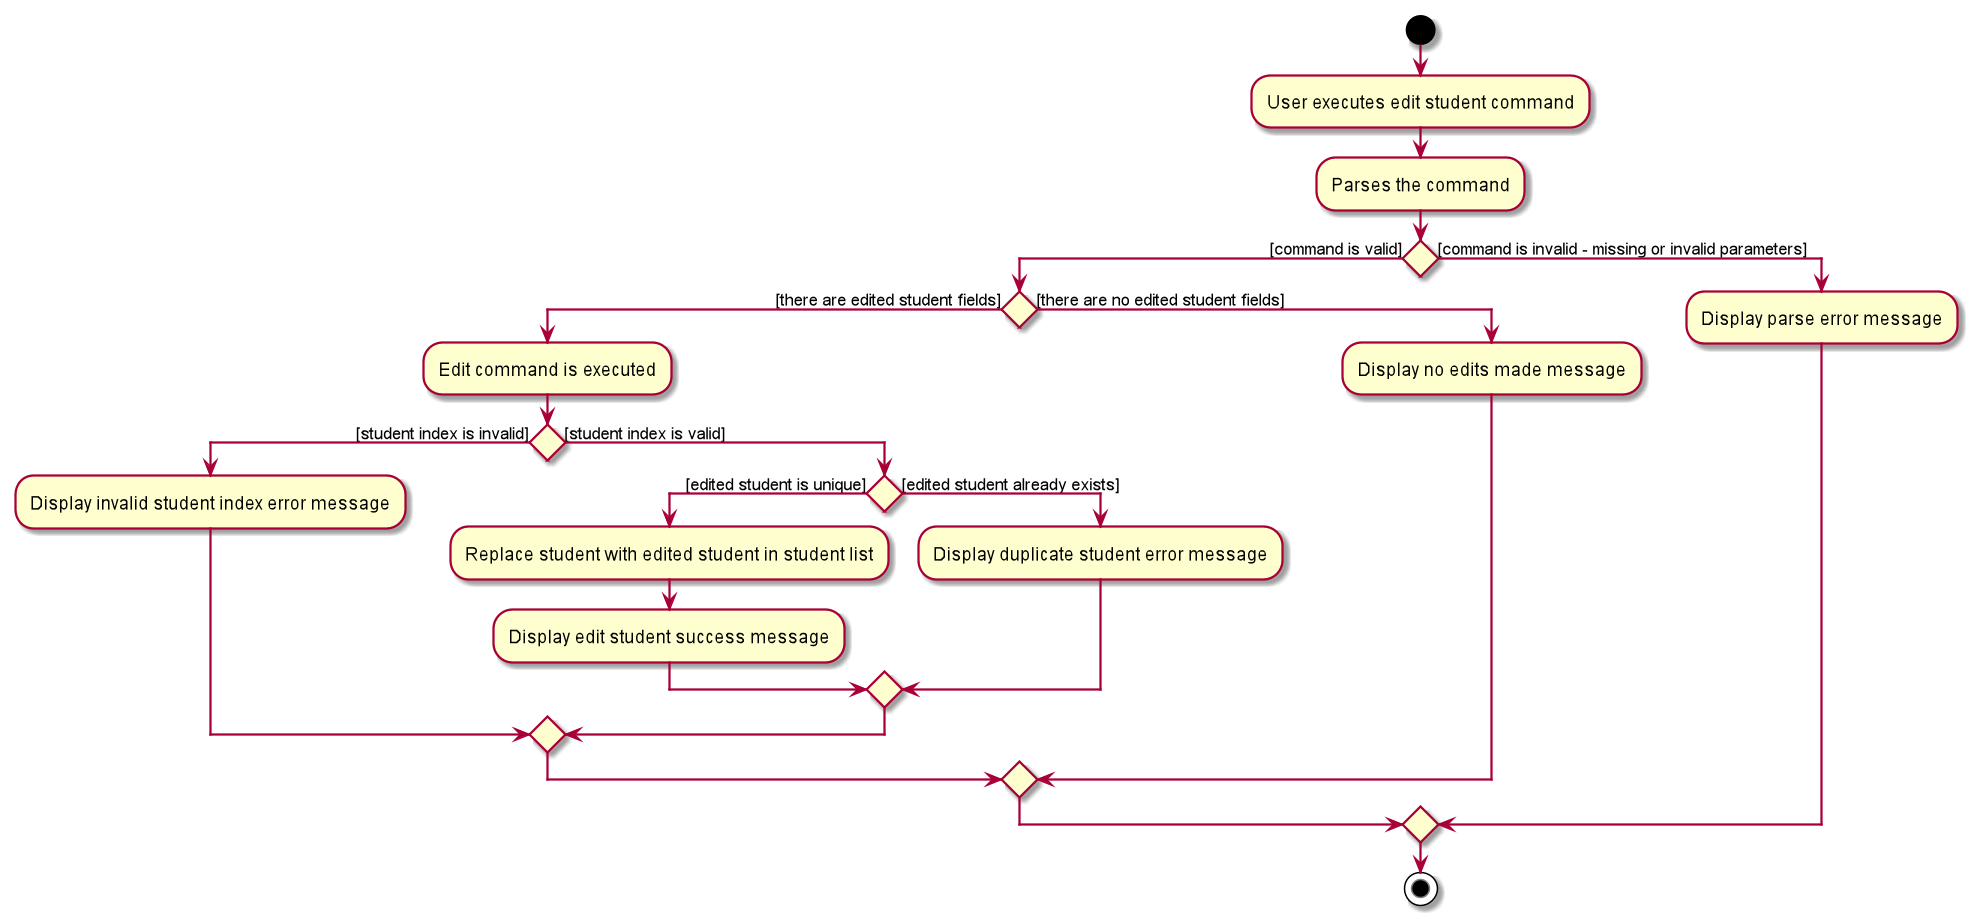 User executes edit student command
Parses the command
[command is valid]
[command is invalid - missing or invalid parameters]
[there are edited student fields]
[there are no edited student fields]
Display parse error message
Edit command is executed
Display no edits made message
[student index is invalid]
[student index is valid]
Display invalid student index error message
[edited student is unique]
[edited student already exists]
Replace student with edited student in student list
Display duplicate student error message
Display edit student success message